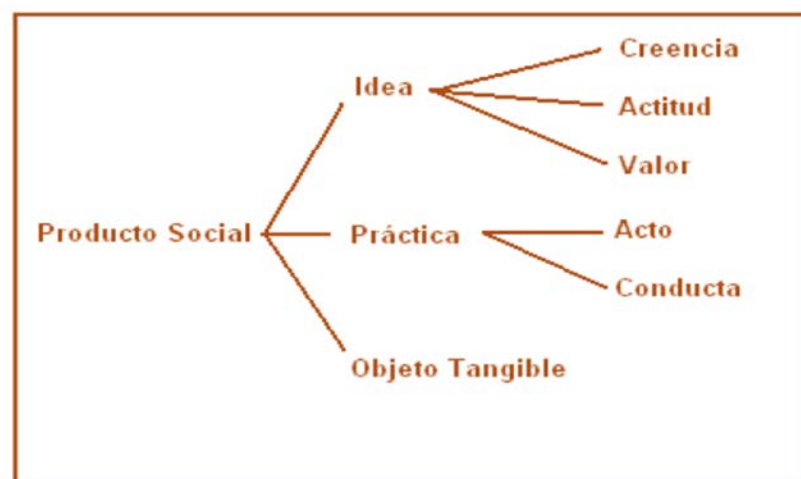 Creencia
Idea
Actitud
Valor
Producto Social
Práctica
Acto
Conducta
Objeto Tangible